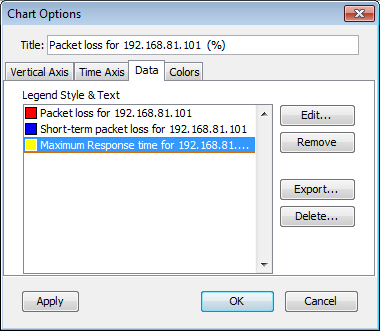 Chart Options
Title: Packet loss for 192.168.81.101 (%)
Vertical Axis Time Axis Data Colors
Legend Style & Text
Packet loss for 192.168.81.101
Short-term packet loss for 192.168.81.101
Maximum Response time for 192.168.81....
Edit...
Remove
Export...
Delete...
Apply OK Cancel